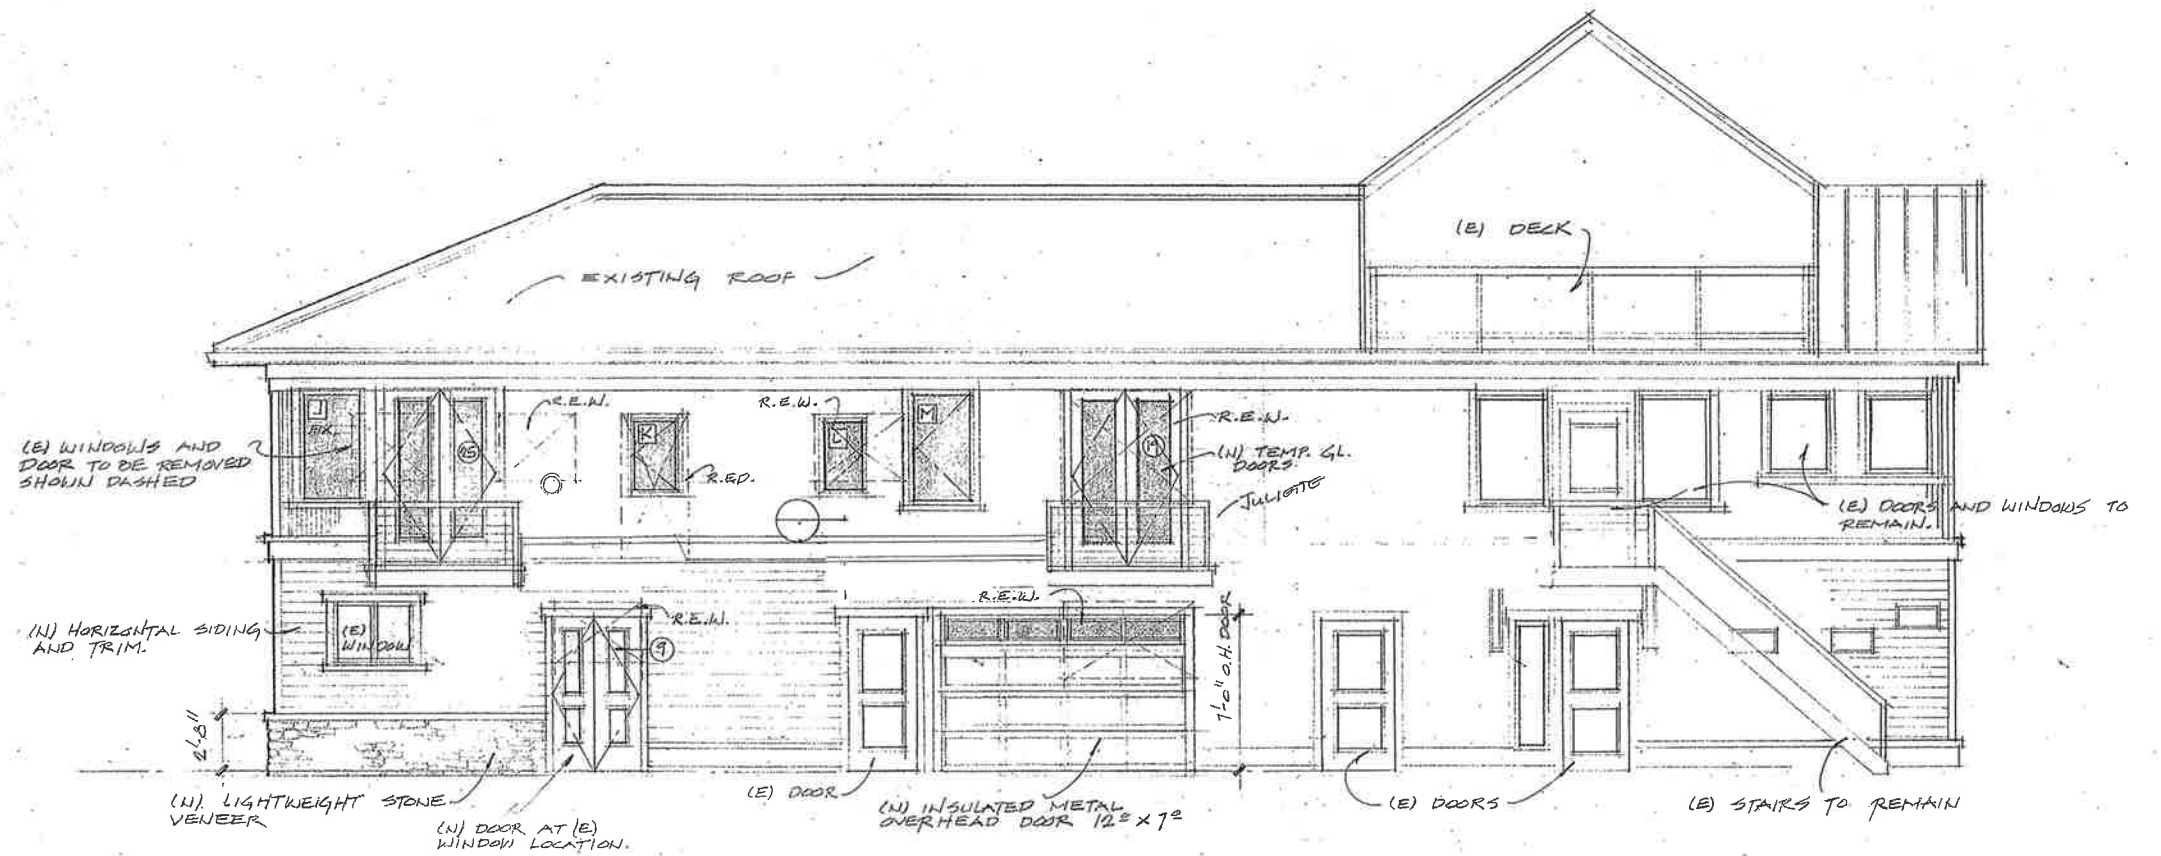 (E) DECK
EXISTING ROOF
(E) WINDOWS AND
DOOR TO BE REMOVED
SHOWN DASHED
J
FIX.
15
R.E.W.
K
R.ED.
R.E.W.
L
M
R.E.W.
(N) TEMP. GL.
DOORS
JULIETTE
(E) DOORS AND WINDOWS TO
REMAIN.
(N) HORIZONTAL SIDING
AND TRIM.
(E)
WINDOW
R.E.W.
9
R.E.W.
7'-0" O.H. DOOR
2'-8"
(N) LIGHTWEIGHT STONE
VENEER
(N) DOOR AT (E)
WINDOW LOCATION.
(E) DOOR
(N) INSULATED METAL
OVERHEAD DOOR 12⁰ x 7⁰
(E) DOORS
(E) STAIRS TO REMAIN